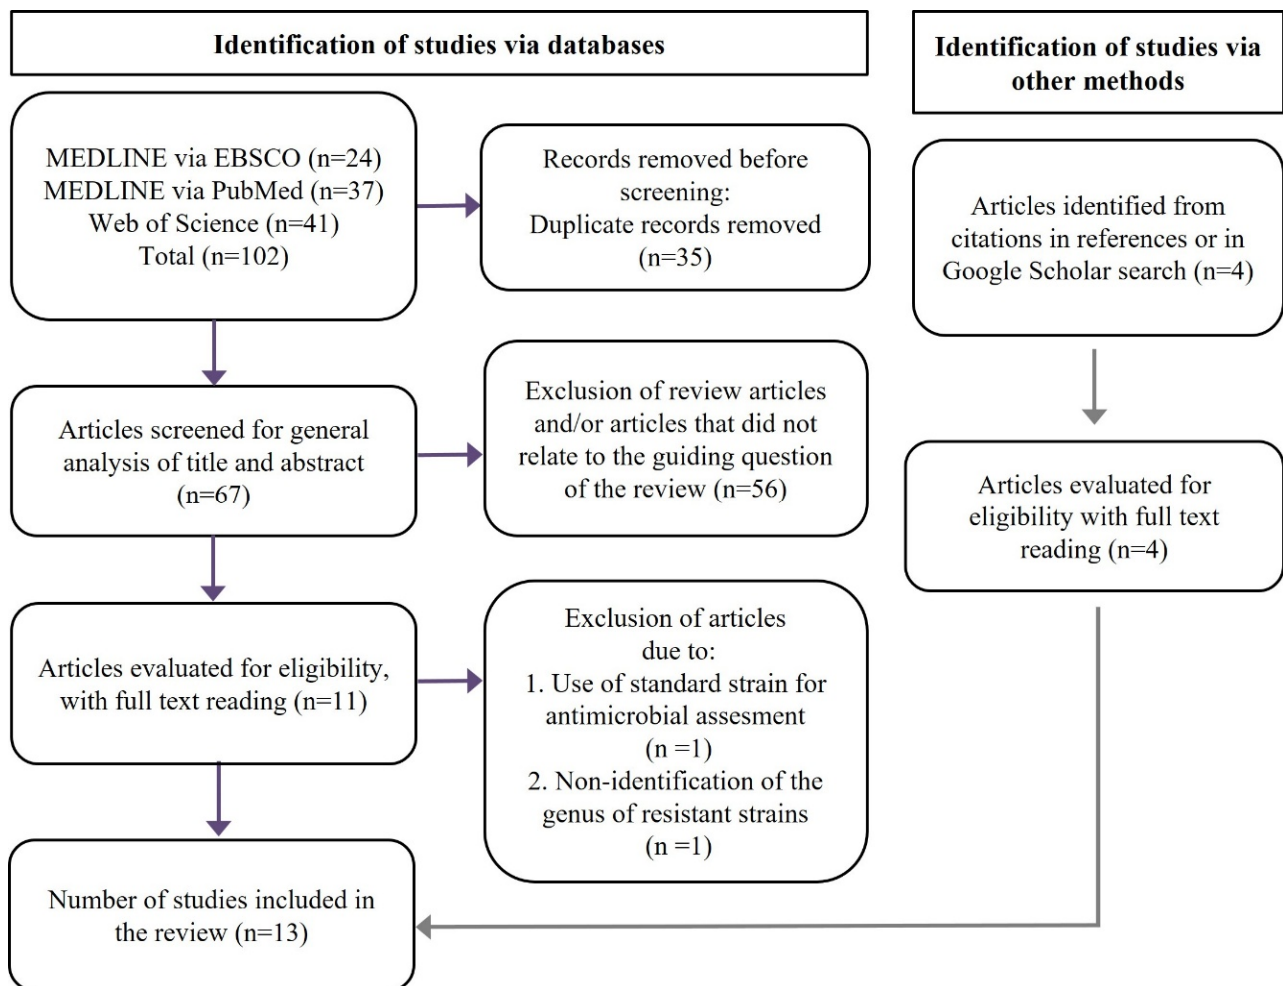 Identification of studies via databases
MEDLINE via EBSCO (n=24)
MEDLINE via PubMed (n=37)
Web of Science (n=41)
Total (n=102)
Records removed before
screening:
Duplicate records removed
(n=35)
Articles screened for general
analysis of title and abstract
(n=67)
Exclusion of review articles
and/or articles that did not
relate to the guiding question
of the review (n=56)
Articles evaluated for eligibility,
with full text reading (n=11)
Exclusion of articles
due to:
1. Use of standard strain for
antimicrobial assesment
(n =1)
2. Non-identification of the
genus of resistant strains
(n =1)
Number of studies included in
the review (n=13)
Identification of studies via
other methods
Articles identified from
citations in references or in
Google Scholar search (n=4)
Articles evaluated for
eligibility with full text
reading (n=4)